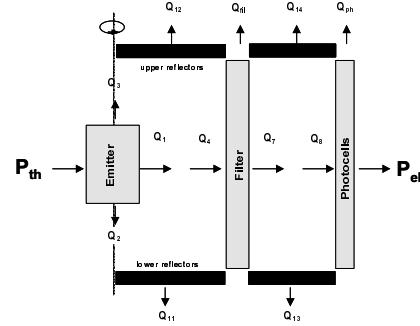 Q12 Qfil Q14 Qph
upper reflectors
Q3
Q1 Q4 Q7 Q8
Pth Emitter Filter Photocells Pel
Q2
lower reflectors
Q11 Q13